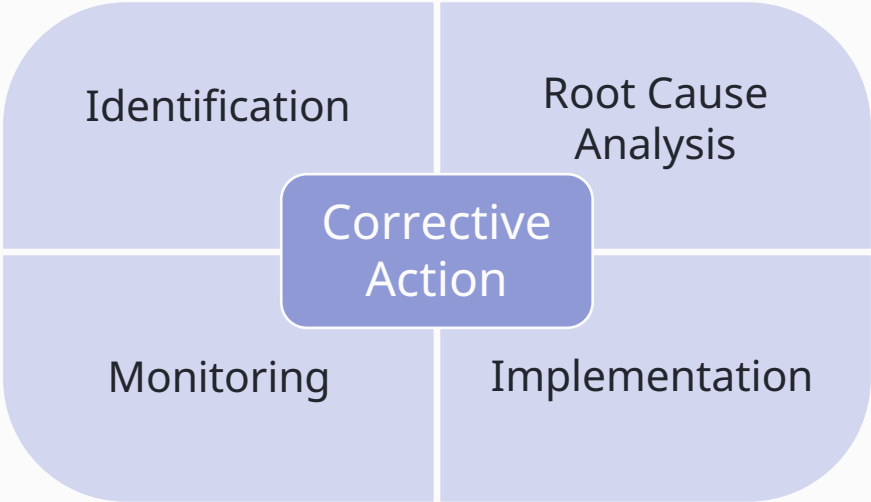 Identification
Root Cause
Analysis
Corrective
Action
Monitoring
Implementation